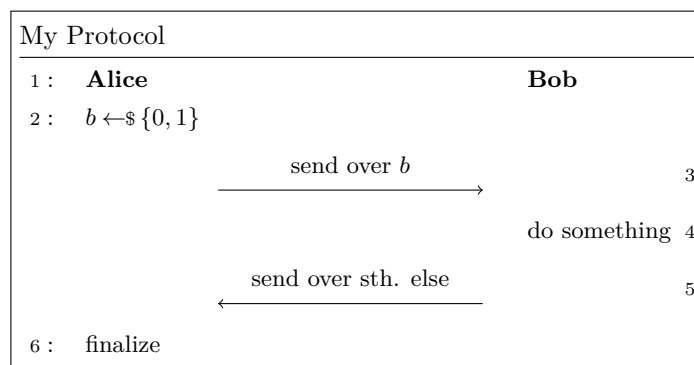 My Protocol
1 : Alice Bob
2 : b ←$ {0, 1}
send over b 3
do something 4
send over sth. else 5
6 : finalize